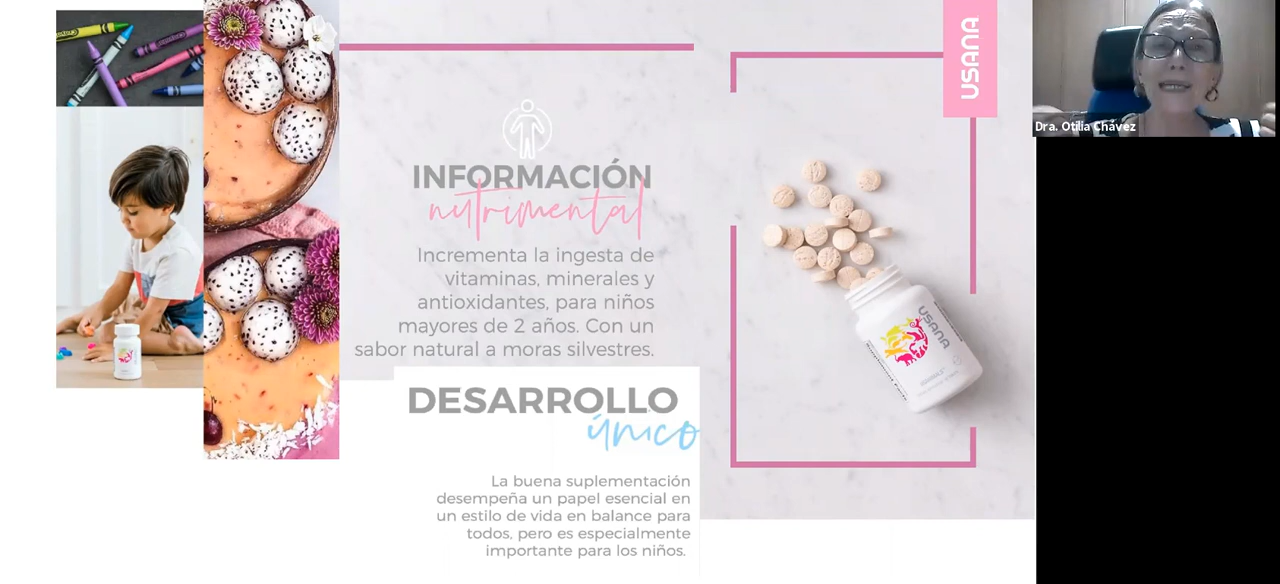 USANA
Dra. Otilia Chávez
INFORMACIÓN
nutrimental
Incrementa la ingesta de
vitaminas, minerales y
antioxidantes, para niños
mayores de 2 años. Con un
sabor natural a moras silvestres.
USANA
DESARROLLO
único
La buena suplementación
desempeña un papel esencial en
un estilo de vida en balance para
todos, pero es especialmente
importante para los niños.